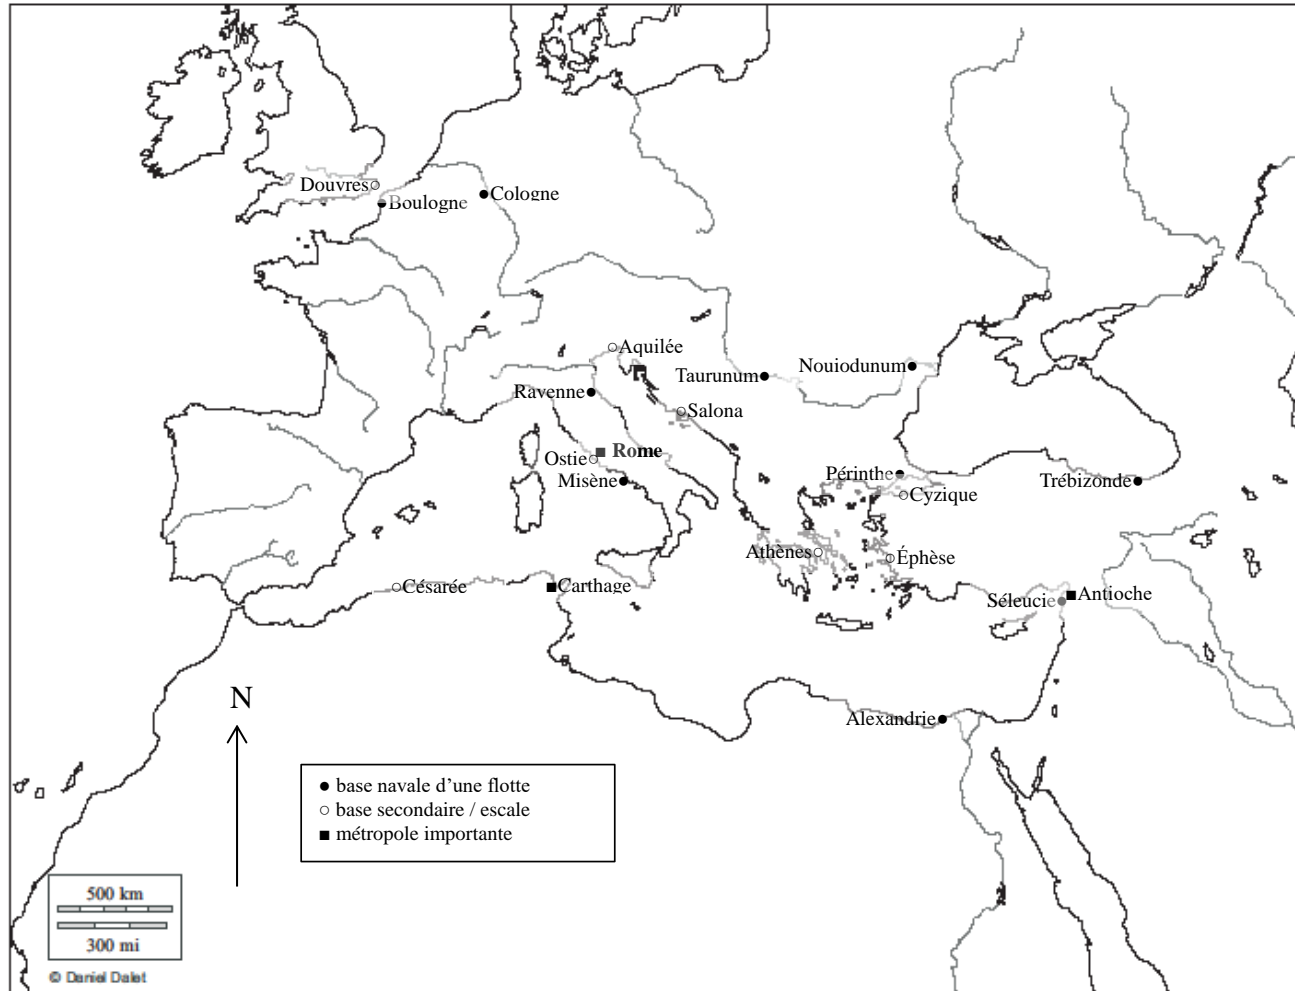 Douvres
Cologne
Boulogne
Aquilée
Nouiodunum
Taurunum
Ravenne
Salona
Rome
Ostie
Périnthe
Misène
Trébizonde
Cyzique
Athènes
Éphèse
Césarée
Carthage
Antioche
Séleucie
N
Alexandrie
base navale d'une flotte
base secondaire / escale
métropole importante
500 km
300 mi
© Daniel Dalet